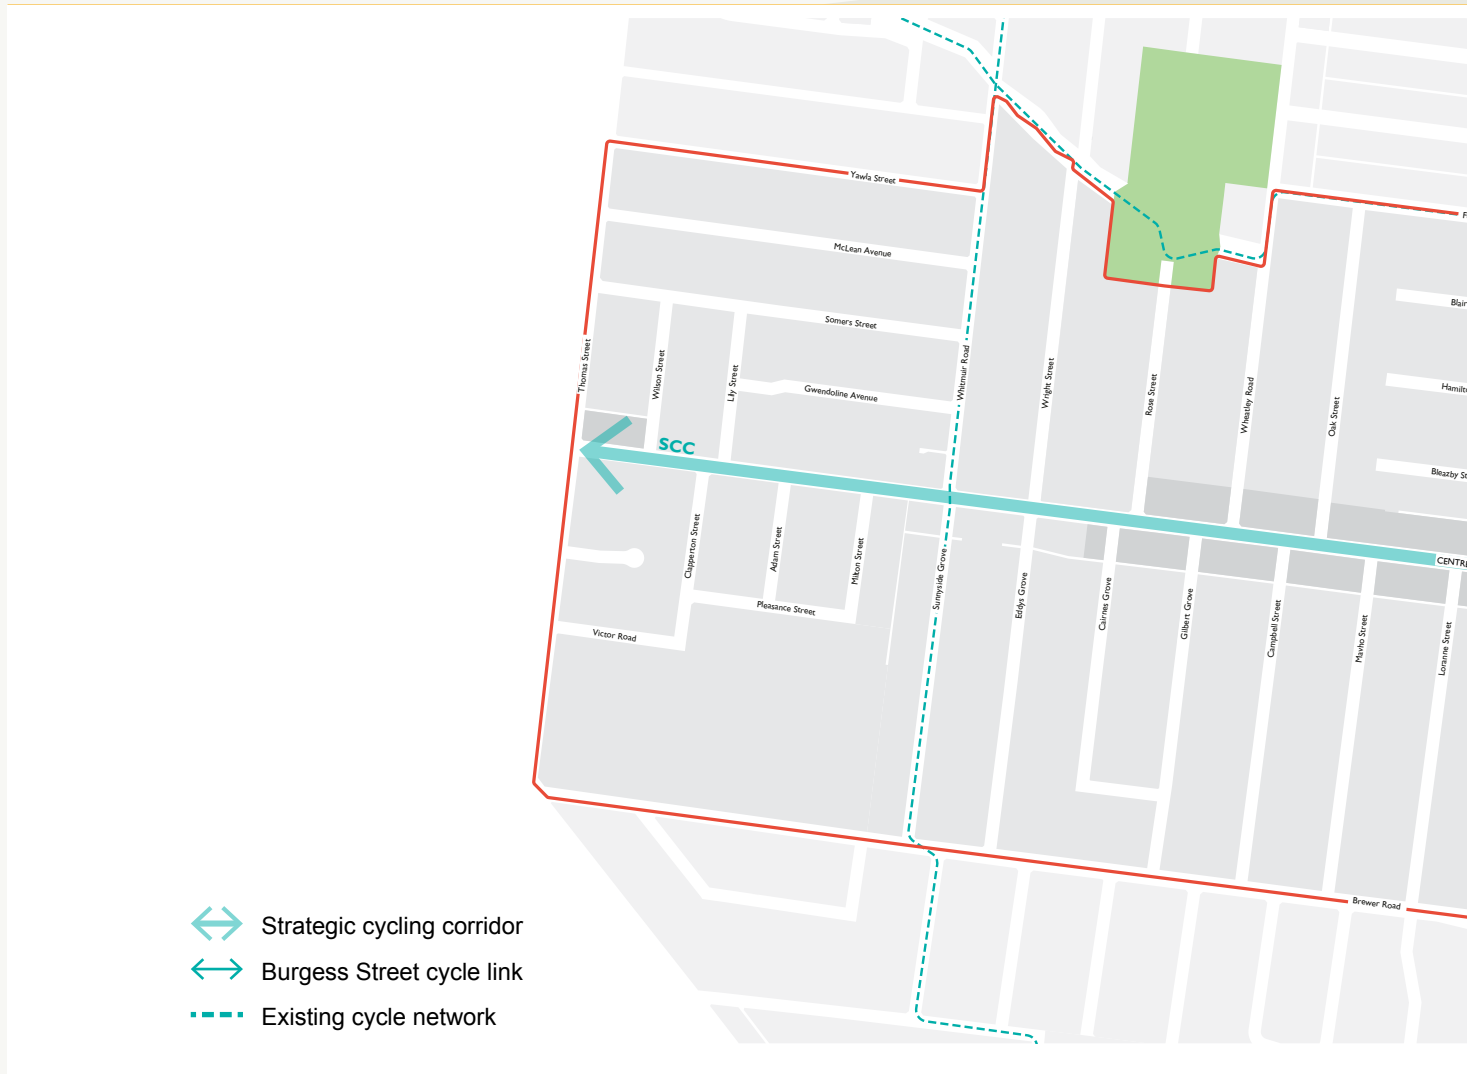 Yawla Street
F
McLean Avenue
Blair
Somers Street
Thomas Street
Wilson Street
Lily Street
Gwendoline Avenue
Whitmuir Road
Wright Street
Rose Street
Wheatley Road
Oak Street
Hamilt
SCC
Bleazby St
CENTRE
Clapperton Street
Adam Street
Milton Street
Sunnyside Grove
Eddys Grove
Cairnes Grove
Gilbert Grove
Campbell Street
Mavho Street
Loranne Street
Pleasance Street
Victor Road
Brewer Road
Strategic cycling corridor
Burgess Street cycle link
Existing cycle network